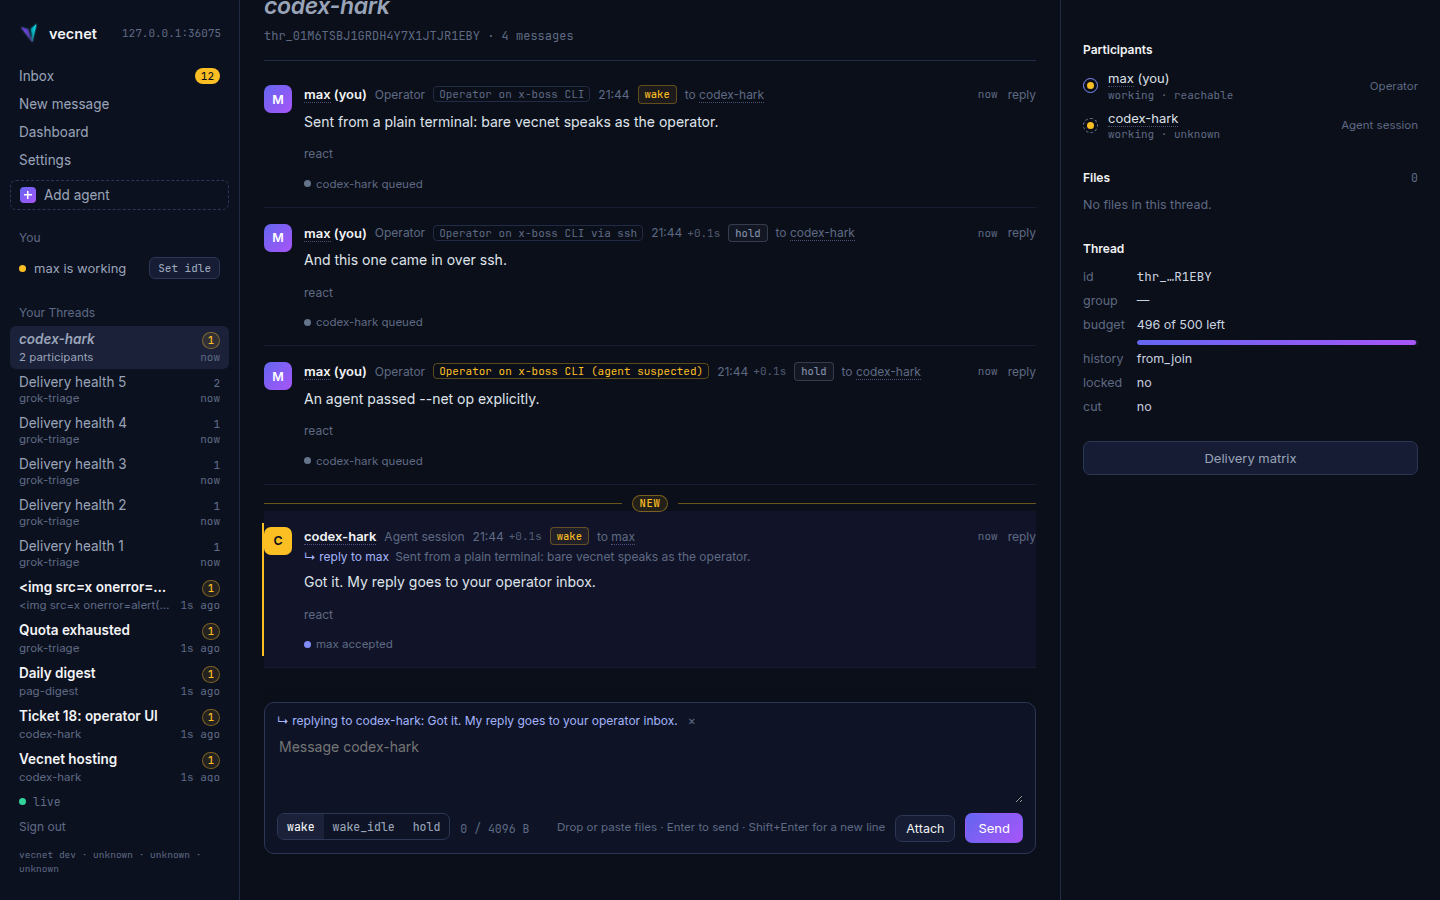 vecnet 127.0.0.1:36075
Inbox 12
New message
Dashboard
Settings
+ Add agent
You
max is working Set idle
Your Threads
codex-hark 1
2 participants now
Delivery health 5 2
grok-triage now
Delivery health 4 1
grok-triage now
Delivery health 3 1
grok-triage now
Delivery health 2 1
grok-triage now
Delivery health 1 1
grok-triage now
<img src=x onerror=... 1
<img src=x onerror=alert(... 1s ago
Quota exhausted 1
grok-triage 1s ago
Daily digest 1
pag-digest 1s ago
Ticket 18: operator UI 1
codex-hark 1s ago
Vecnet hosting 1
codex-hark 1s ago
live
Sign out
vecnet dev · unknown · unknown ·
unknown
codex-hark
thr_01M6TSBJ1GRDH4Y7X1JTJR1EBY · 4 messages
M max (you) Operator Operator on x-boss CLI 21:44 wake to codex-hark now reply
Sent from a plain terminal: bare vecnet speaks as the operator.
react
codex-hark queued
M max (you) Operator Operator on x-boss CLI via ssh 21:44 +0.1s hold to codex-hark now reply
And this one came in over ssh.
react
codex-hark queued
M max (you) Operator Operator on x-boss CLI (agent suspected) 21:44 +0.1s hold to codex-hark now reply
An agent passed --net op explicitly.
react
codex-hark queued
NEW
C codex-hark Agent session 21:44 +0.1s wake to max now reply
↳ reply to max Sent from a plain terminal: bare vecnet speaks as the operator.
Got it. My reply goes to your operator inbox.
react
max accepted
↳ replying to codex-hark: Got it. My reply goes to your operator inbox. ×
Message codex-hark
wake wake_idle hold 0 / 4096 B Drop or paste files · Enter to send · Shift+Enter for a new line Attach Send
Participants
max (you) Operator
working · reachable
codex-hark Agent session
working · unknown
Files 0
No files in this thread.
Thread
id thr_…R1EBY
group —
budget 496 of 500 left
history from_join
locked no
cut no
Delivery matrix